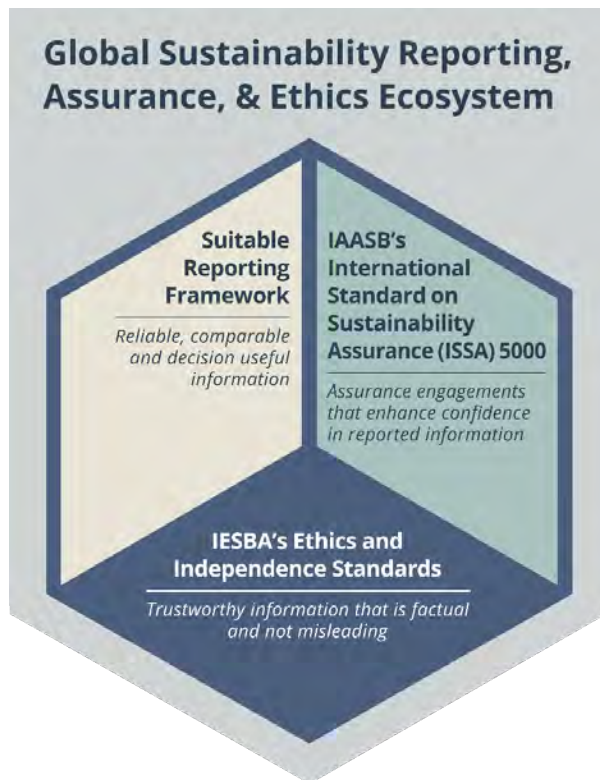 Global Sustainability Reporting,
Assurance, & Ethics Ecosystem
Suitable
Reporting
Framework
Reliable, comparable
and decision useful
information
IAASB's
International
Standard on
Sustainability
Assurance (ISSA) 5000
Assurance engagements
that enhance confidence
in reported information
IESBA's Ethics and
Independence Standards
Trustworthy information that is factual
and not misleading